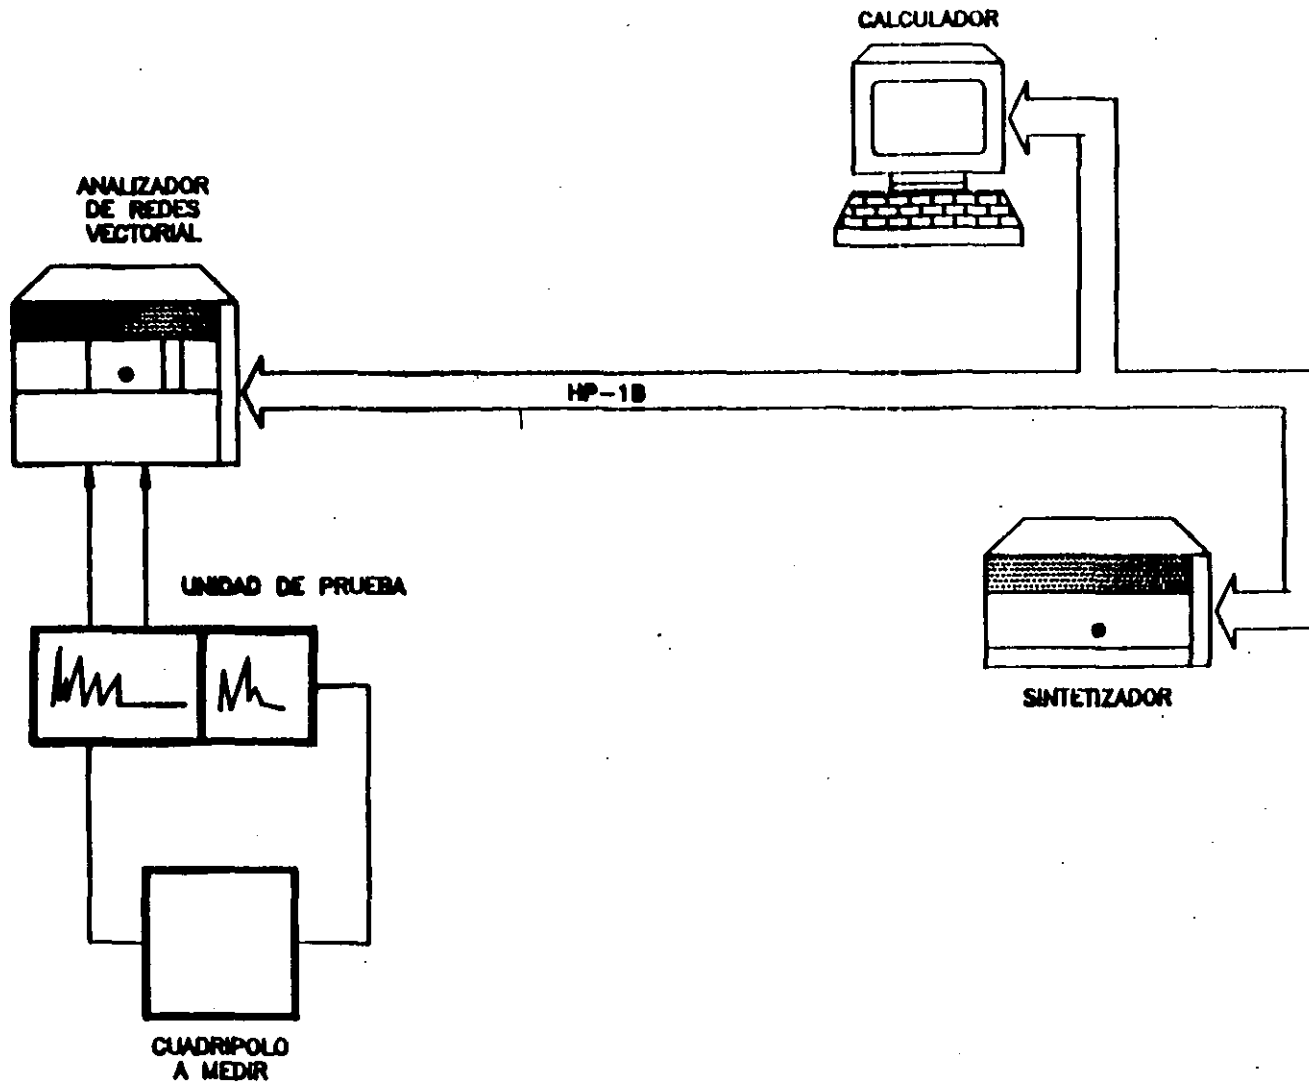 CALCULADOR
ANALIZADOR
DE REDES
VECTORIAL
HP-1B
UNIDAD DE PRUEBA
SINTETIZADOR
CUADRIPOLO
A MEDIR